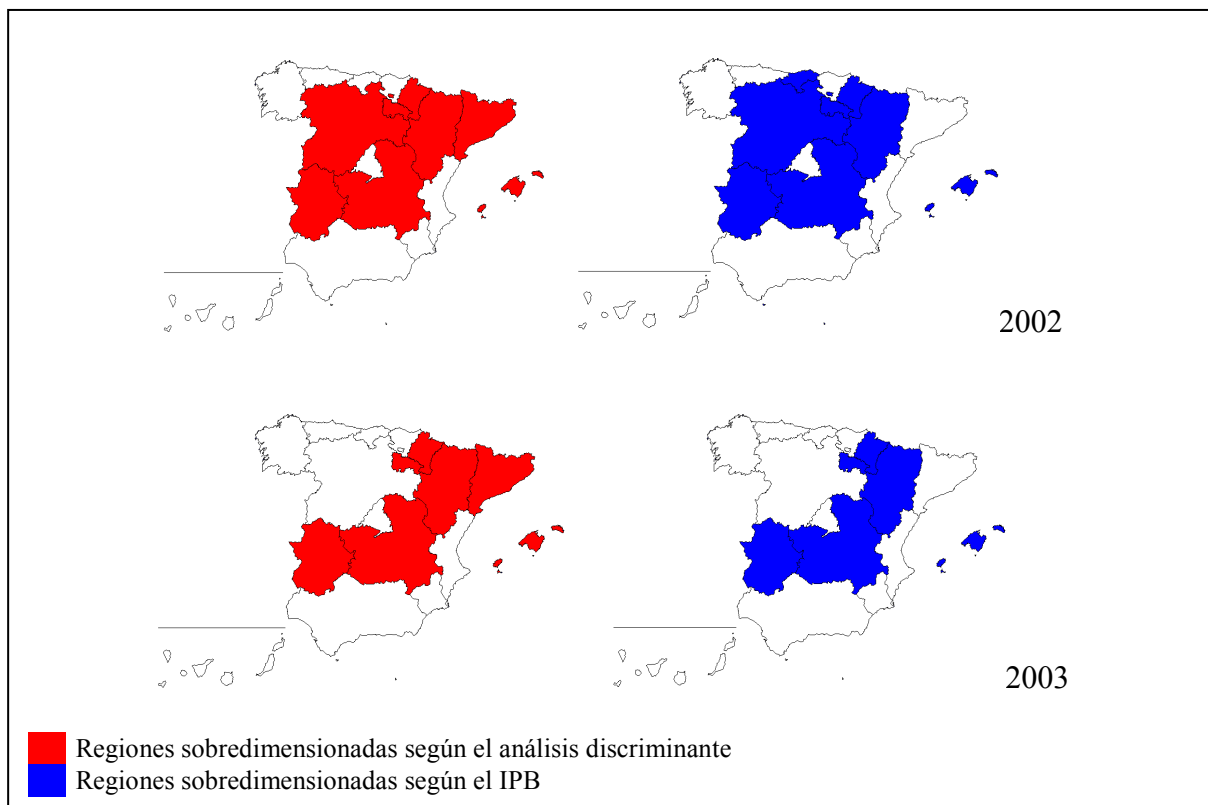 2002
2003
Regiones sobredimensionadas según el análisis discriminante
Regiones sobredimensionadas según el IPB